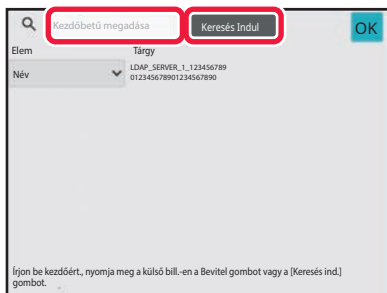 Kezdőbetű megadása
Keresés Indul
OK
Elem
Tárgy
Név
LDAP_SERVER_1_123456789
012345678901234567890
Írjon be kezdőért., nyomja meg a külső bill.-en a Bevitel gombot vagy a [Keresés ind.]
gombot.